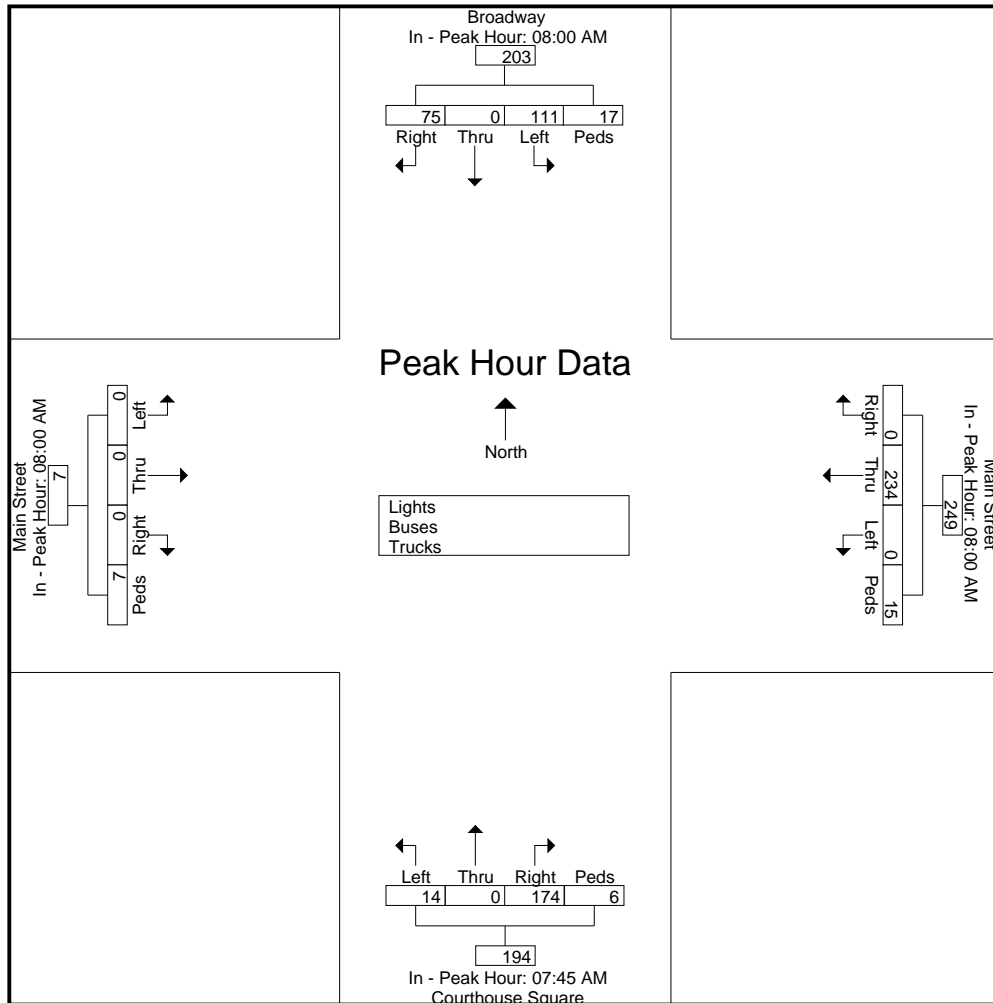 Broadway
In - Peak Hour: 08:00 AM
203
75 0 111 17
Right Thru Left Peds
Peak Hour Data
North
Lights
Buses
Trucks
Main Street
In - Peak Hour: 08:00 AM
7
0 0 0 7
Left Thru Right Peds
Main Street
In - Peak Hour: 08:00 AM
249
0 234 0 15
Right Thru Left Peds
Left Thru Right Peds
14 0 174 6
194
In - Peak Hour: 07:45 AM
Courthouse Square